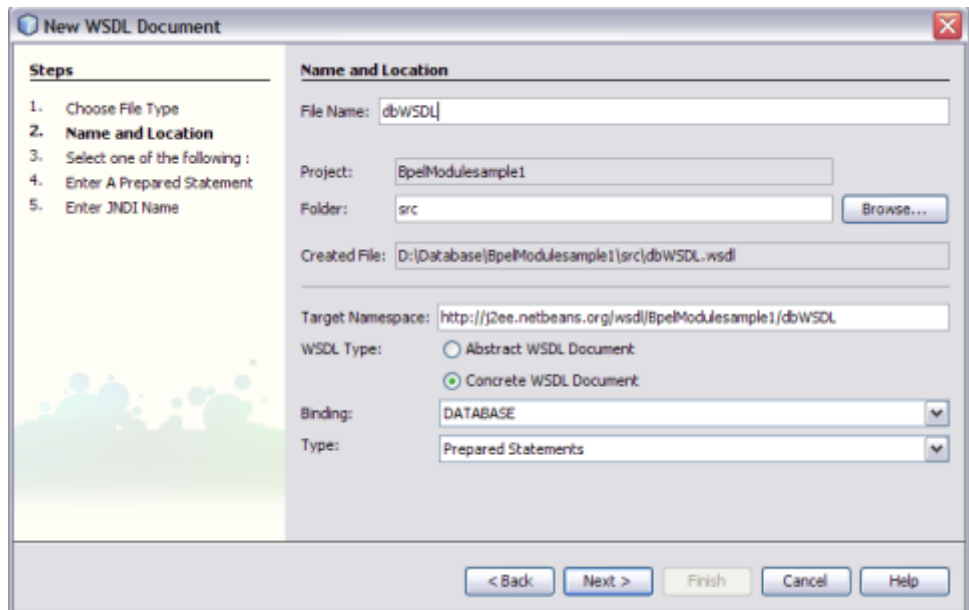 New WSDL Document
Steps
1. Choose File Type
2. Name and Location
3. Select one of the following :
4. Enter A Prepared Statement
5. Enter JNDI Name
Name and Location
File Name: dbWSDL
Project: BpelModulesample1
Folder: src Browse...
Created File: D:\Database\BpelModulesample1\src\dbWSDL.wsdl
Target Namespace: http://j2ee.netbeans.org/wsdl/BpelModulesample1/dbWSDL
WSDL Type: Abstract WSDL Document
Concrete WSDL Document
Binding: DATABASE
Type: Prepared Statements
< Back Next > Finish Cancel Help